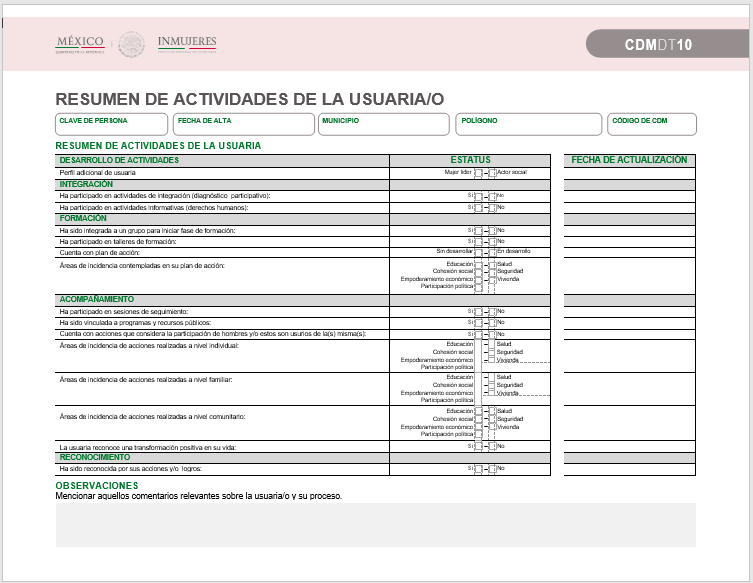 MÉXICO
INMUJERES
CDMDT10
RESUMEN DE ACTIVIDADES DE LA USUARIA/O
CLAVE DE PERSONA
FECHA DE ALTA
MUNICIPIO
POLÍGONO
CÓDIGO DE CDM
RESUMEN DE ACTIVIDADES DE LA USUARIA
DESARROLLO DE ACTIVIDADES ESTATUS FECHA DE ACTUALIZACIÓN
Perfil adicional de usuaria Mujer líder Actor social
INTEGRACIÓN
Ha participado en actividades de integración (diagnóstico participativo): Si No
Ha participado en actividades informativas (derechos humanos): Si No
FORMACIÓN
Ha sido integrada a un grupo para iniciar fase de formación: Si No
Ha participado en talleres de formación: Si No
Cuenta con plan de acción: Sin desarrollar En desarrollo
Áreas de incidencia contempladas en su plan de acción:
Educación Salud
Cohesión social Seguridad
Empoderamiento económico Vivienda
Participación política
ACOMPAÑAMIENTO
Ha participado en sesiones de seguimiento: Si No
Ha sido vinculada a programas y recursos públicos: Si No
Cuenta con acciones que considera la participación de hombres y/o estos son usurios de la(s) misma(s): Si No
Áreas de incidencia de acciones realizadas a nivel individual:
Educación Salud
Cohesión social Seguridad
Empoderamiento económico Vivienda
Participación política
Áreas de incidencia de acciones realizadas a nivel familiar:
Educación Salud
Cohesión social Seguridad
Empoderamiento económico Vivienda
Participación política
Áreas de incidencia de acciones realizadas a nivel comunitario:
Educación Salud
Cohesión social Seguridad
Empoderamiento económico Vivienda
Participación política
La usuaria reconoce una transformación positiva en su vida: Si No
RECONOCIMIENTO
Ha sido reconocida por sus acciones y/o logros: Si No
OBSERVACIONES
Mencionar aquellos comentarios relevantes sobre la usuaria/o y su proceso.